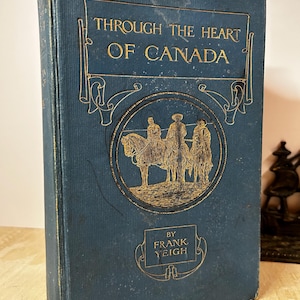 THROUGH THE HEART
OF CANADA
BY
FRANK
YEIGH